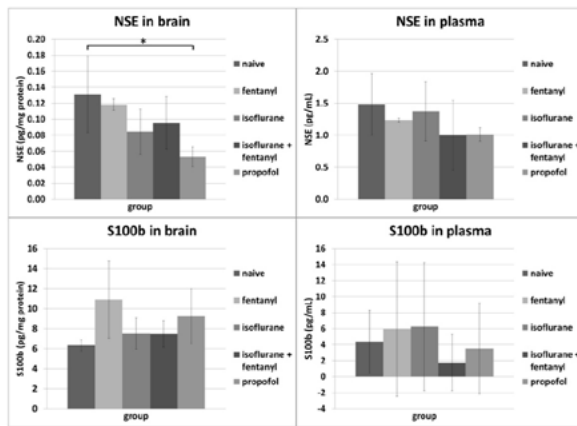 NSE in brain
NSE (pg/mg protein)
0.20
0.18
0.16
0.14
0.12
0.10
0.08
0.06
0.04
0.02
0.00
*
group
naive
fentanyl
isoflurane
isoflurane +
fentanyl
propofol
NSE in plasma
NSE (pg/mL)
2.5
2.0
1.5
1.0
0.5
0.0
group
naive
fentanyl
isoflurane
isoflurane +
fentanyl
propofol
S100b in brain
S100b (pg/mg protein)
16
14
12
10
8
6
4
2
0
group
naive
fentanyl
isoflurane
isoflurane +
fentanyl
propofol
S100b in plasma
S100b (pg/mL)
16
14
12
10
8
6
4
2
0
-2
-4
group
naive
fentanyl
isoflurane
isoflurane +
fentanyl
propofol